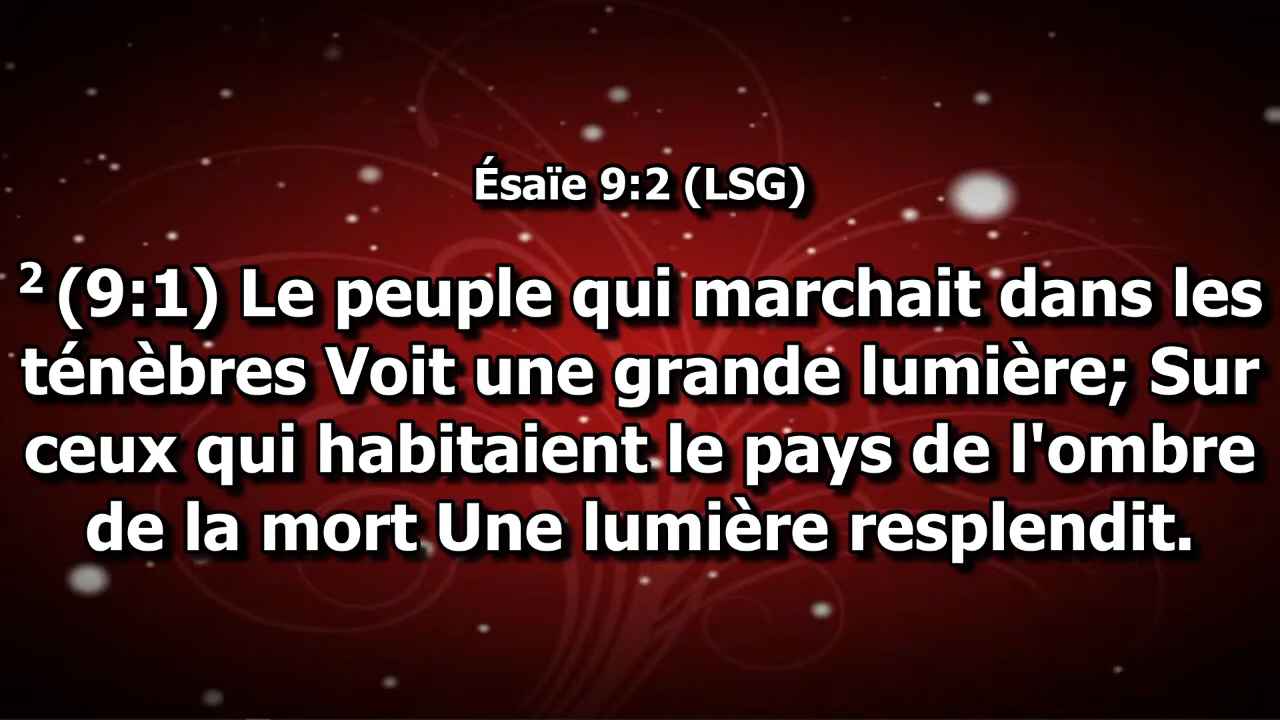 Ésaïe 9:2 (LSG)
2 (9:1) Le peuple qui marchait dans les
ténèbres Voit une grande lumière; Sur
ceux qui habitaient le pays de l'ombre
de la mort Une lumière resplendit.